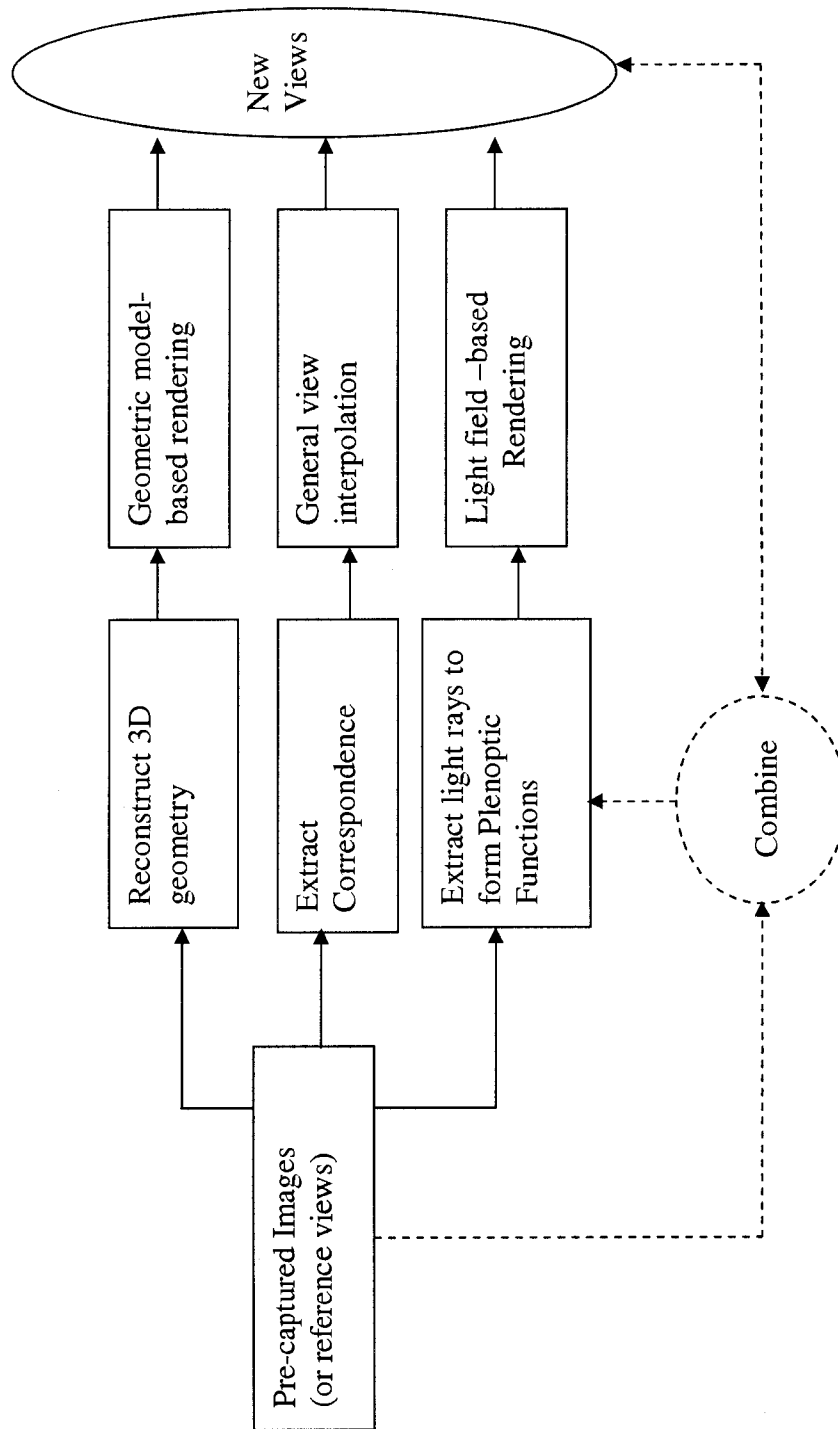 Pre-captured Images
(or reference views)
Reconstruct 3D
geometry
Geometric model-
based rendering
Extract
Correspondence
General view
interpolation
Extract light rays to
form Plenoptic
Functions
Light field –based
Rendering
New
Views
Combine